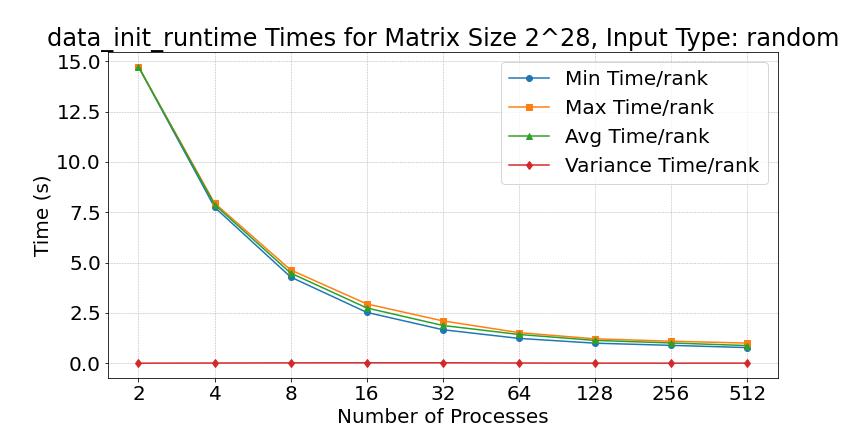 data_init_runtime Times for Matrix Size 2^28, Input Type: random
Min Time/rank
Max Time/rank
Avg Time/rank
Variance Time/rank
Time (s)
15.0
12.5
10.0
7.5
5.0
2.5
0.0
2 4 8 16 32 64 128 256 512
Number of Processes